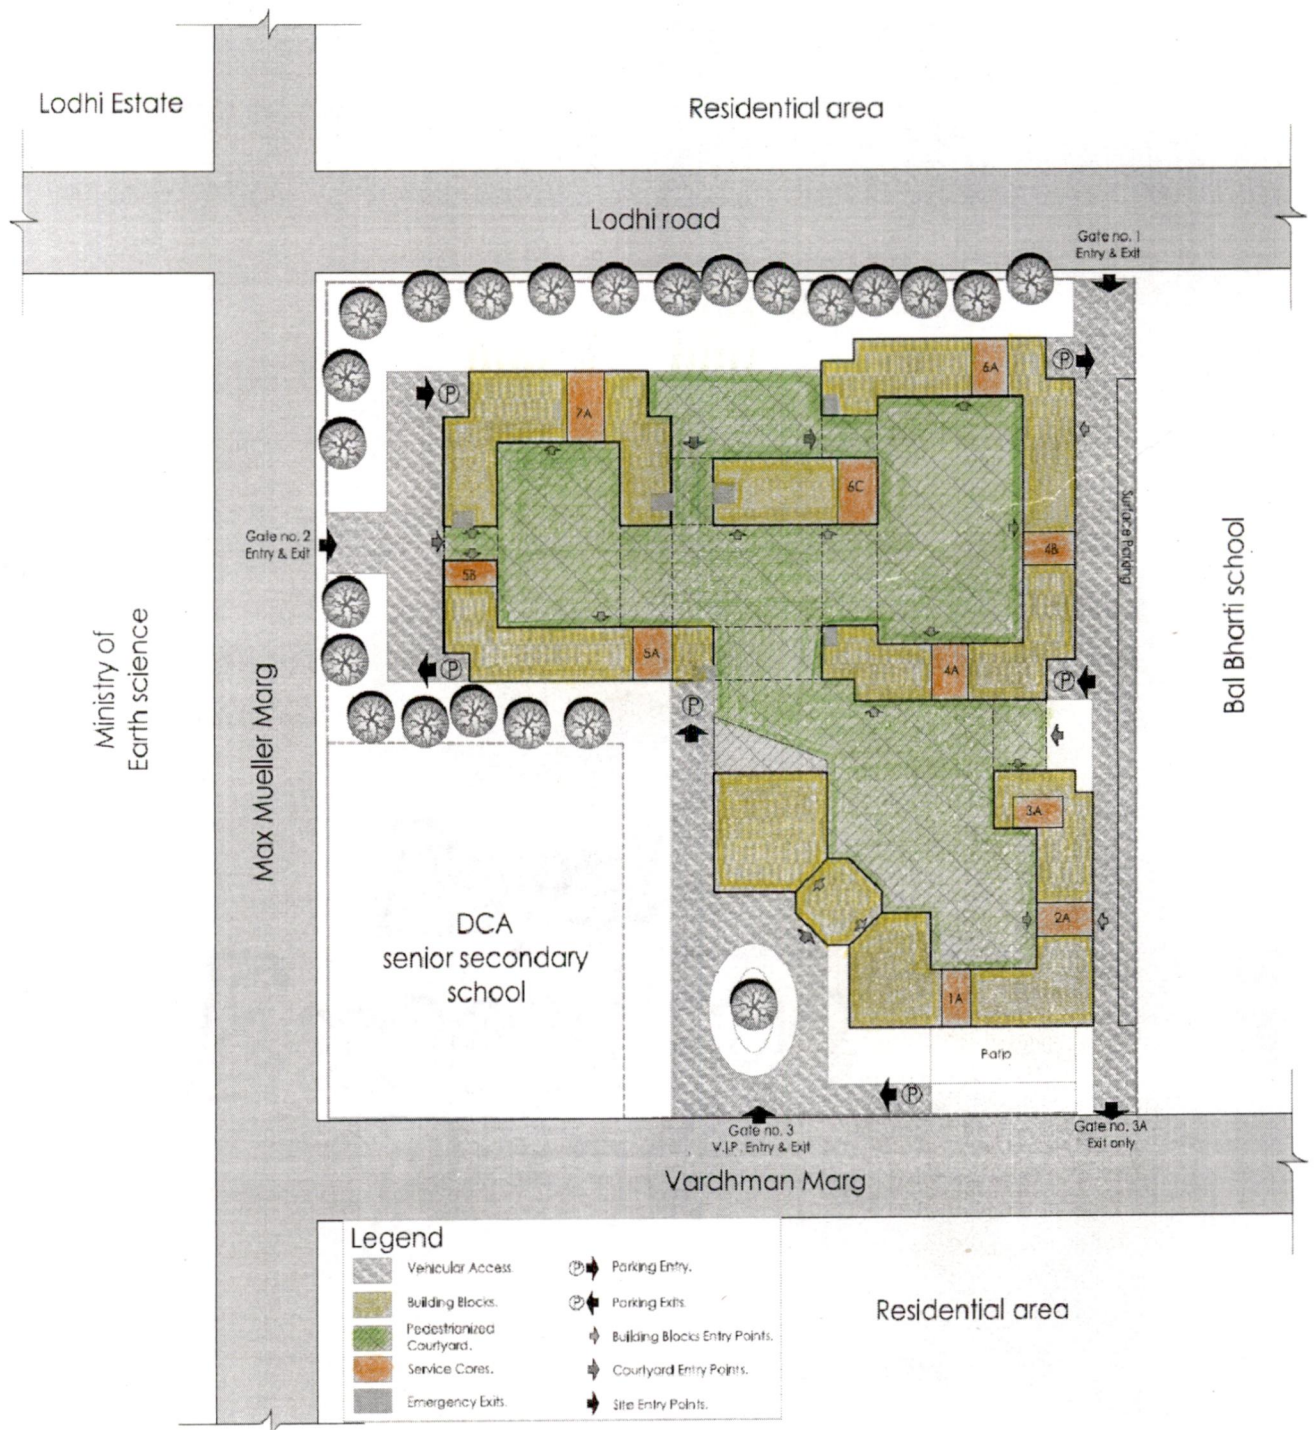 Lodhi Estate
Residential area
Lodhi road
Gate no. 1
Entry & Exit
P
6A
P
7A
6C
Surface Parking
Gate no. 2
Entry & Exit
4B
5B
Bal Bharti school
Ministry of
Earth science
Max Mueller Marg
5A
4A
P
P
P
3A
2A
DCA
senior secondary
school
1A
Patio
P
Gate no. 3
V.I.P. Entry & Exit
Gate no. 3A
Exit only
Vardhman Marg
Legend
Vehicular Access.
Building Blocks.
Pedestrianized
Courtyard.
Service Cores.
Emergency Exits.
P Parking Entry.
P Parking Exits.
Building Blocks Entry Points.
Courtyard Entry Points.
Site Entry Points.
Residential area